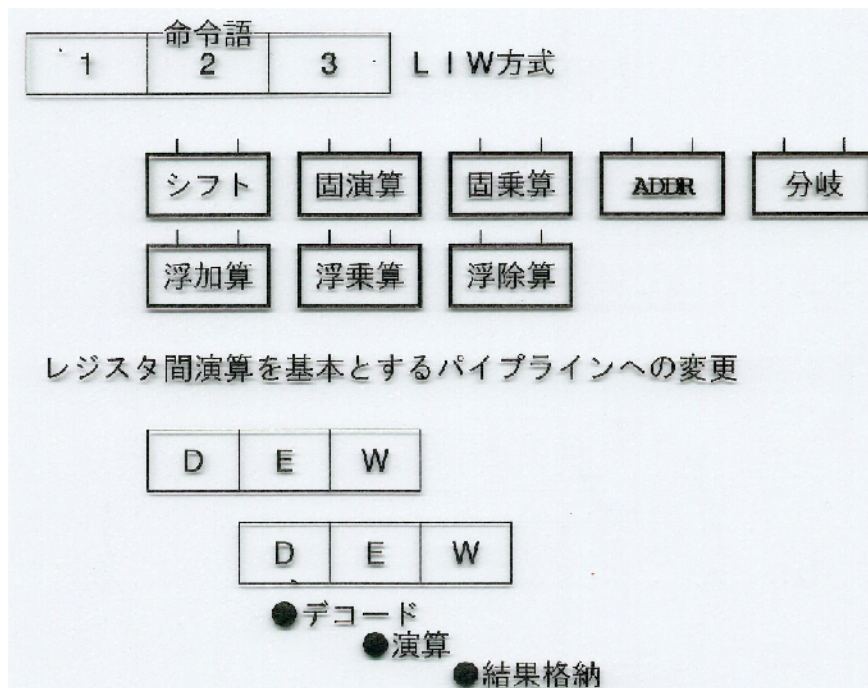 命令語
1 2 3 LIW方式
シフト 固演算 固乗算 ADDR 分岐
浮加算 浮乗算 浮除算
レジスタ間演算を基本とするパイプラインへの変更
D E W
D E W
●デコード
●演算
●結果格納